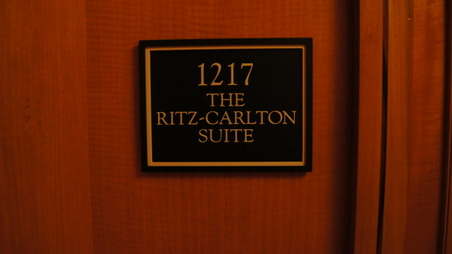 1217
THE
RITZ-CARLTON
SUITE